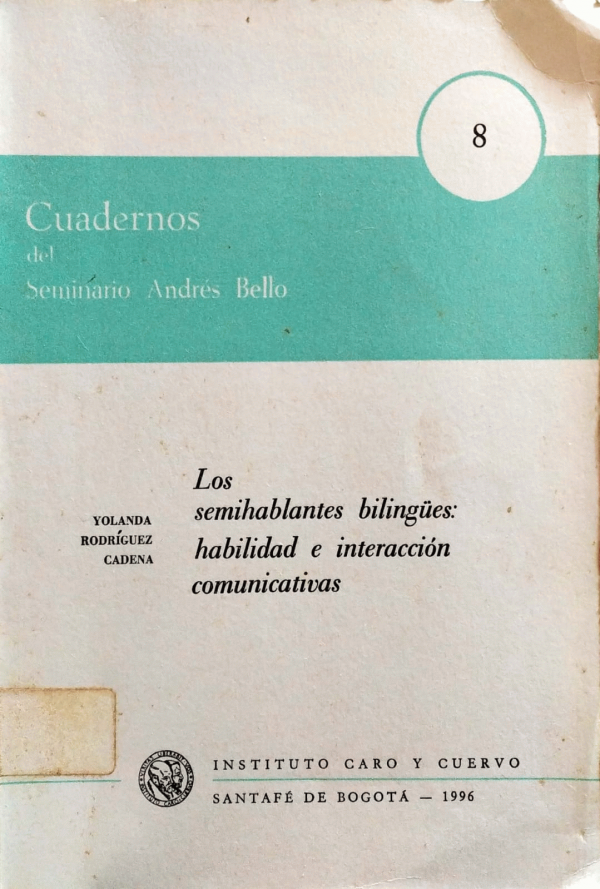 8
Cuadernos
del
Seminario Andrés Bello
Los
semihablantes bilingües:
habilidad e interacción
comunicativas
YOLANDA
RODRÍGUEZ
CADENA
INSTITUTO CARO Y CUERVO
SANTAFÉ DE BOGOTÁ — 1996